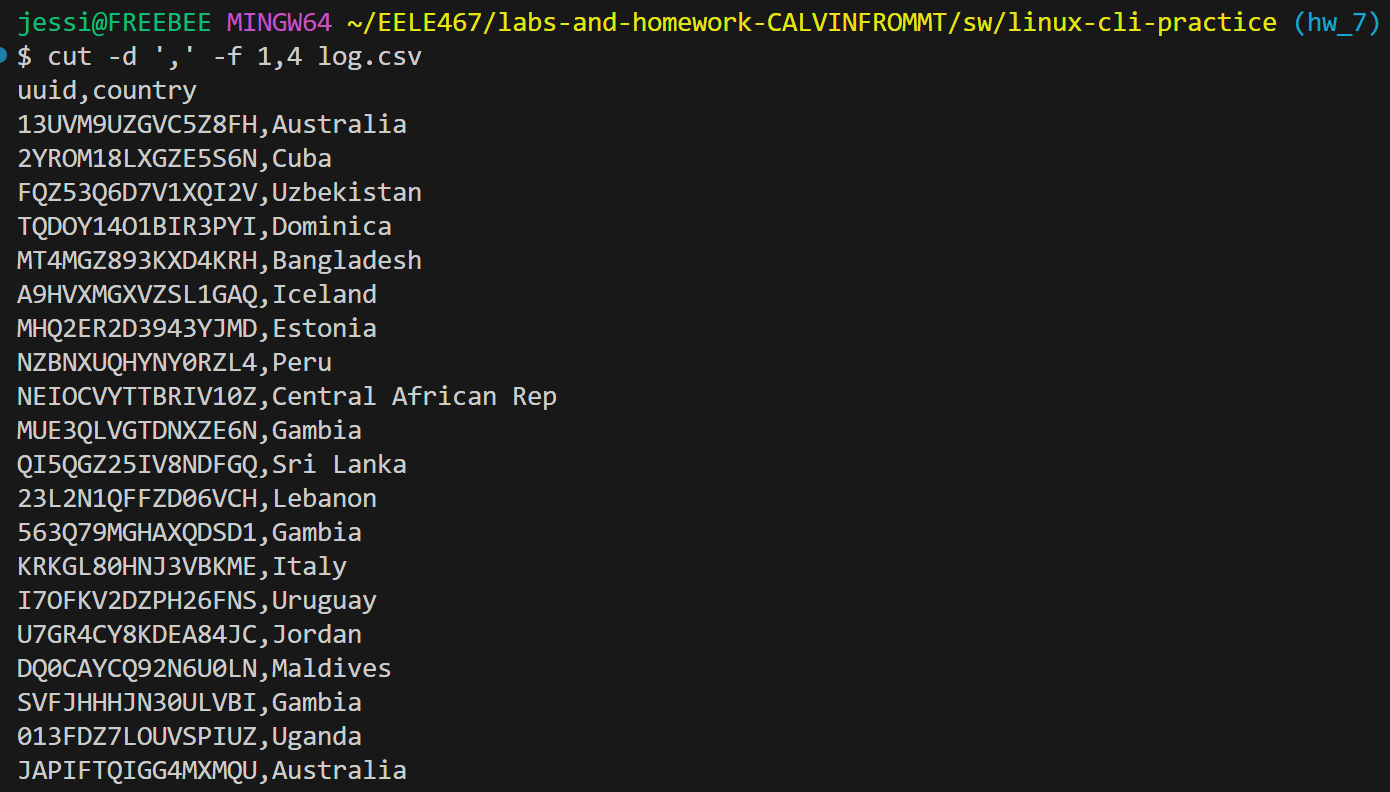 jessi@FREEBEE MINGW64 ~/EELE467/labs-and-homework-CALVINFROMMT/sw/linux-cli-practice (hw_7)
$ cut -d ',' -f 1,4 log.csv
uuid,country
13UVM9UZGVC5Z8FH,Australia
2YROM18LXGZE5S6N,Cuba
FQZ53Q6D7V1XQI2V,Uzbekistan
TQDOY14O1BIR3PYI,Dominica
MT4MGZ893KXD4KRH,Bangladesh
A9HVXMGXVZSL1GAQ,Iceland
MHQ2ER2D3943YJMD,Estonia
NZBNXUQHYNY0RZL4,Peru
NEIOCVYTTBRIV10Z,Central African Rep
MUE3QLVGTDNXZE6N,Gambia
QI5QGZ25IV8NDFGQ,Sri Lanka
23L2N1QFFZD06VCH,Lebanon
563Q79MGHAXQDSD1,Gambia
KRKGL80HNJ3VBKME,Italy
I7OFKV2DZPH26FNS,Uruguay
U7GR4CY8KDEA84JC,Jordan
DQ0CAYCQ92N6U0LN,Maldives
SVFJHHHJN30ULVBI,Gambia
013FDZ7LOUVSPIUZ,Uganda
JAPIFTQIGG4MXMQU,Australia